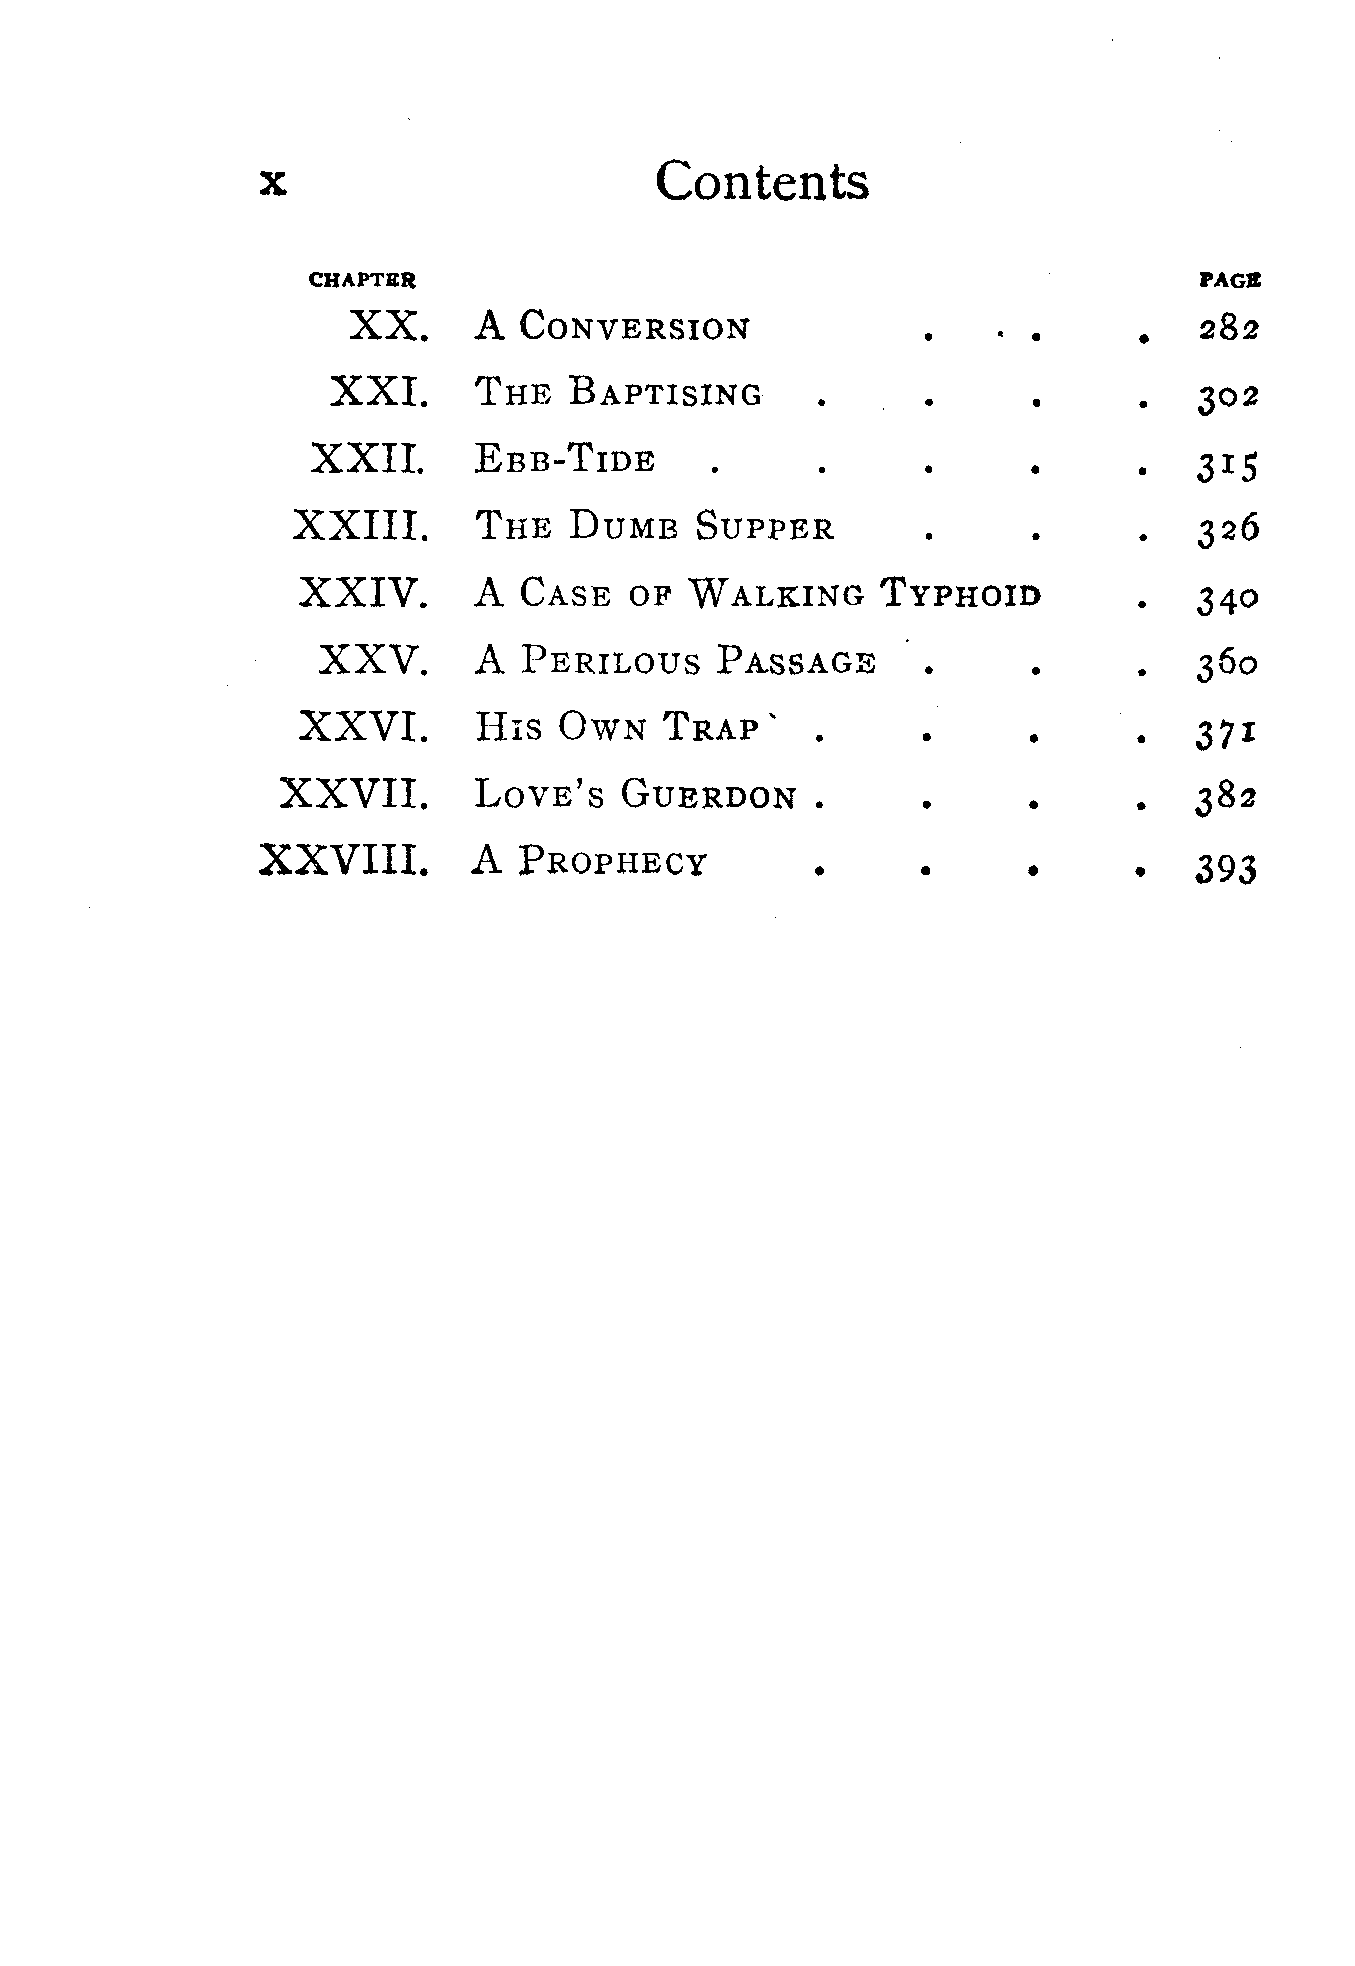 x Contents
CHAPTER PAGE
XX. A Conversion . . . 282
XXI. The Baptising . . . . 302
XXII. Ebb-Tide . . . . . 315
XXIII. The Dumb Supper . . . 326
XXIV. A Case of Walking Typhoid . 340
XXV. A Perilous Passage . . . 360
XXVI. His Own Trap . . . . 371
XXVII. Love's Guerdon . . . . 382
XXVIII. A Prophecy . . . . 393